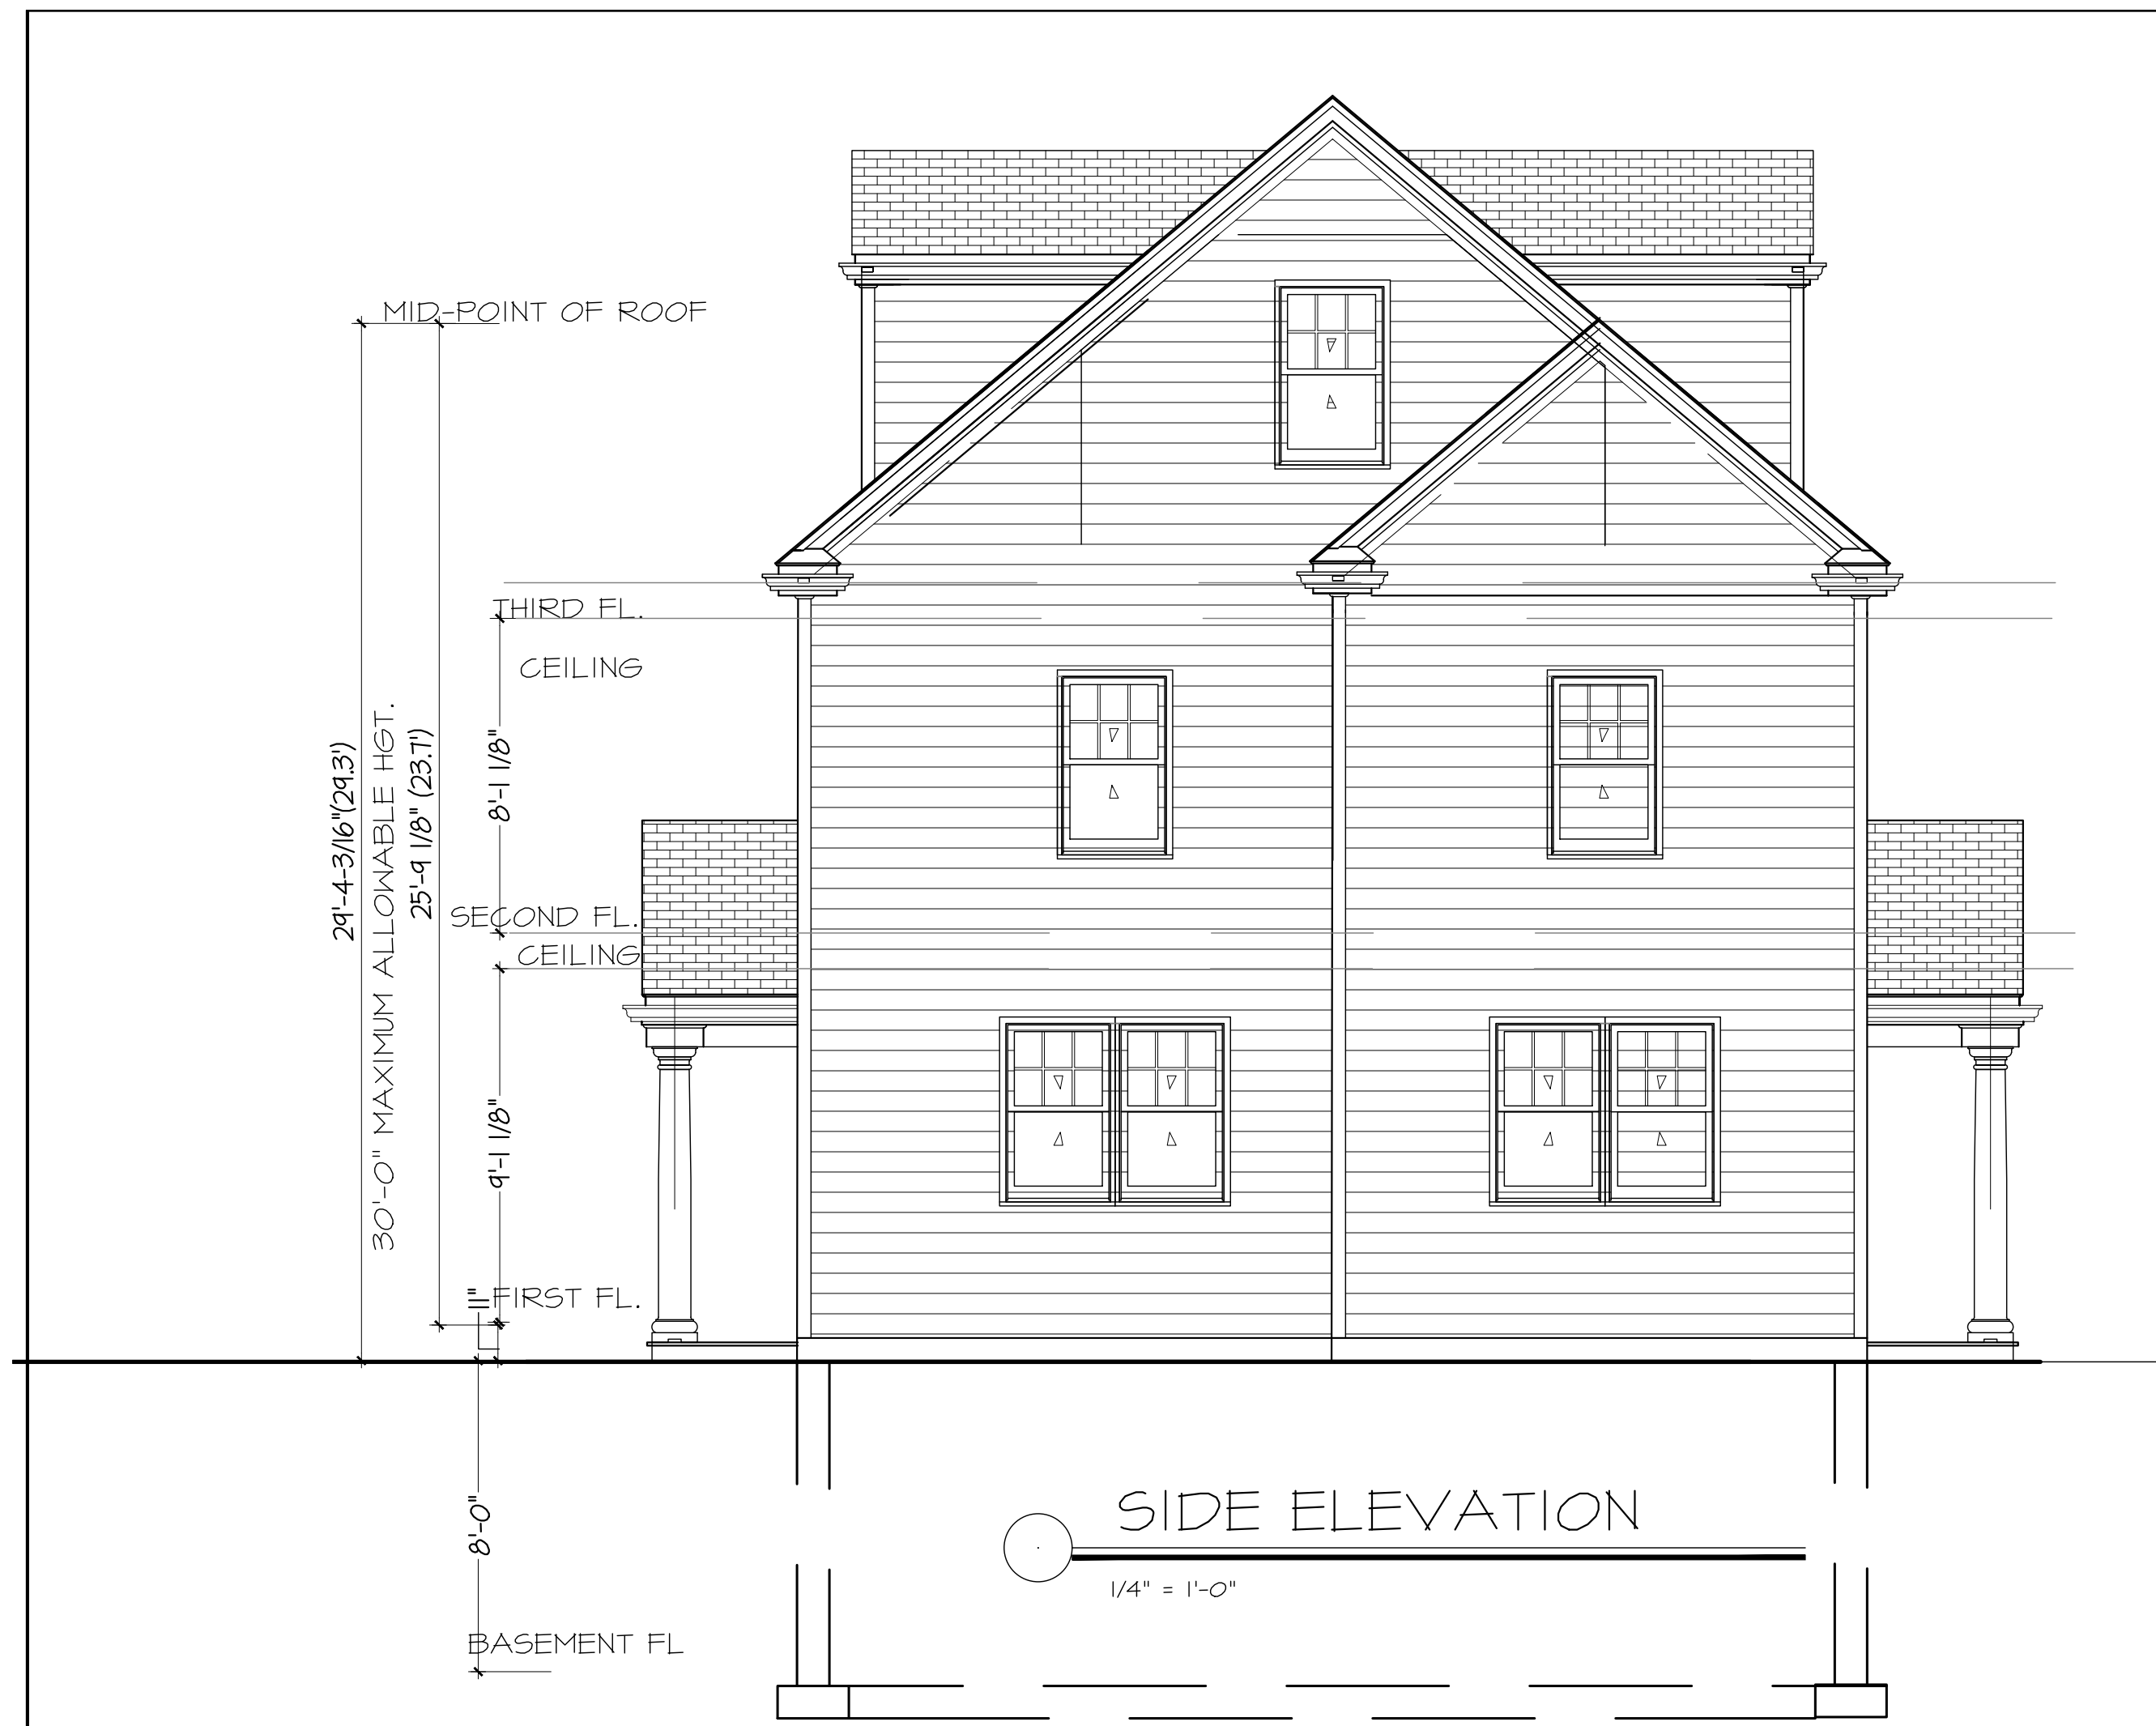 MID-POINT OF ROOF
THIRD FL.
CEILING
8'-1 1/8"
29'-4-3/16"(29.3')
30'-0" MAXIMUM ALLOWABLE HGT.
25'-9 1/8" (23.7')
SECOND FL.
CEILING
9'-1 1/8"
11"
FIRST FL.
8'-0"
BASEMENT FL
SIDE ELEVATION
1/4" = 1'-0"